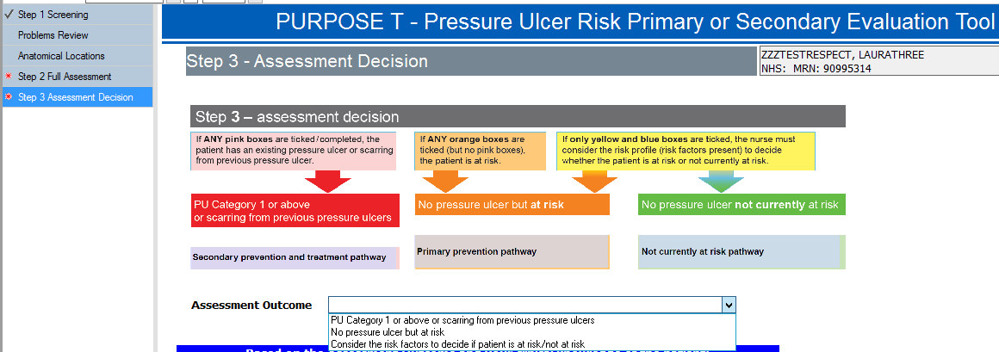 PURPOSE T - Pressure Ulcer Risk Primary or Secondary Evaluation Tool
Step 1 Screening
Problems Review
Anatomical Locations
Step 2 Full Assessment
Step 3 Assessment Decision
Step 3 - Assessment Decision
ZZZTESTRESPECT, LAURATHREE
NHS: MRN: 90995314
Step 3 – assessment decision
If ANY pink boxes are ticked/completed, the
patient has an existing pressure ulcer or scarring
from previous pressure ulcer.
If ANY orange boxes are
ticked (but no pink boxes),
the patient is at risk.
If only yellow and blue boxes are ticked, the nurse must
consider the risk profile (risk factors present) to decide
whether the patient is at risk or not currently at risk.
PU Category 1 or above
or scarring from previous pressure ulcers
No pressure ulcer but at risk
No pressure ulcer not currently at risk
Secondary prevention and treatment pathway
Primary prevention pathway
Not currently at risk pathway
Assessment Outcome
PU Category 1 or above or scarring from previous pressure ulcers
No pressure ulcer but at risk
Consider the risk factors to decide if patient is at risk/not at risk